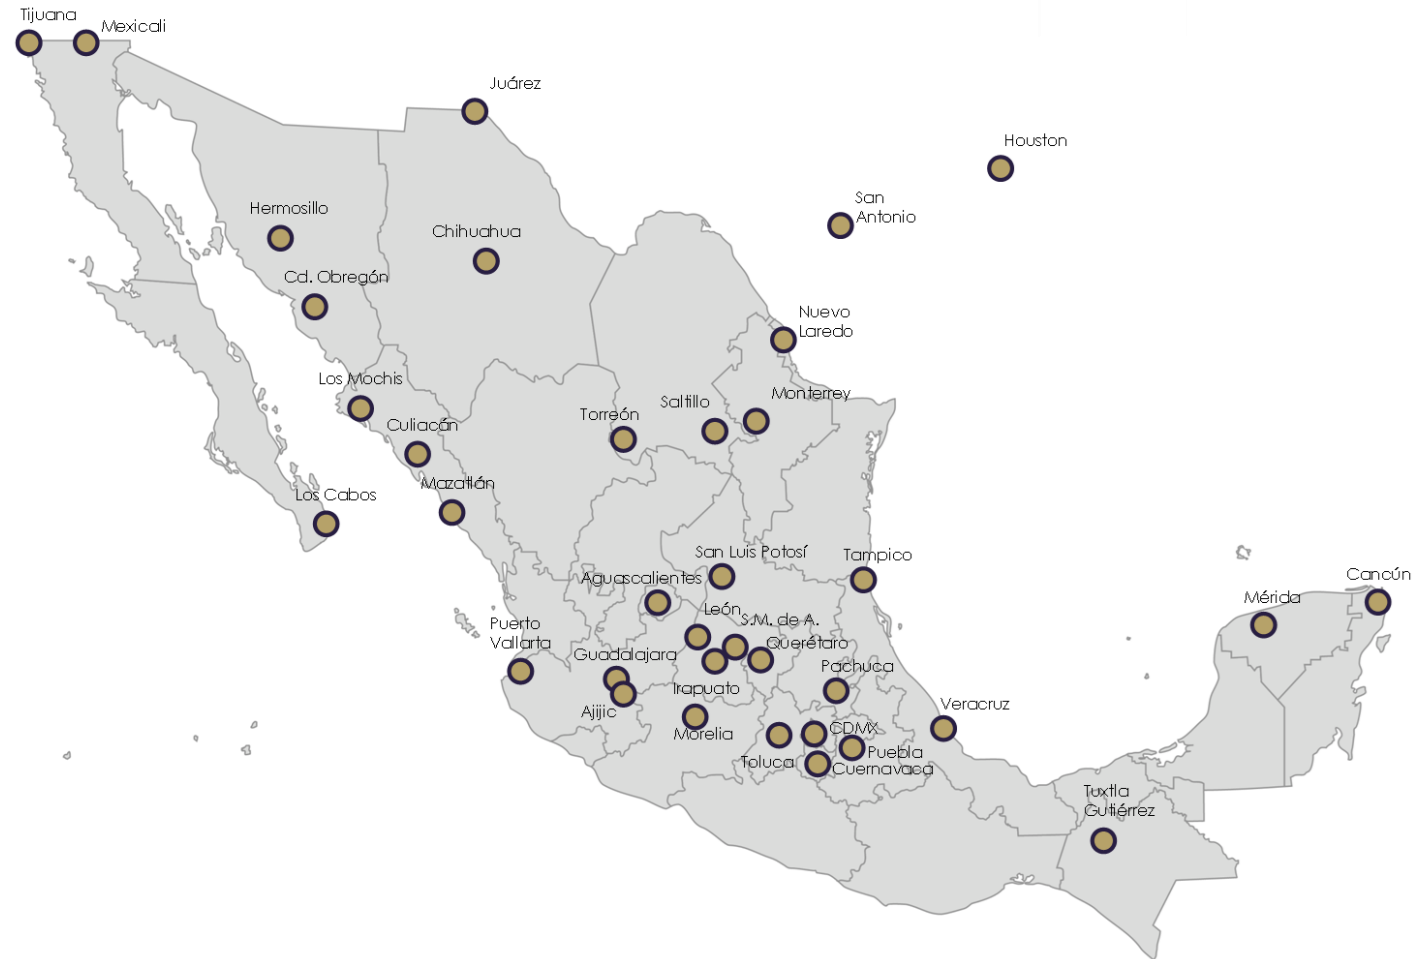 Tijuana
Mexicali
Juárez
Houston
San
Antonio
Hermosillo
Chihuahua
Cd. Obregón
Nuevo
Laredo
Los Mochis
Monterrey
Saltillo
Torreón
Culiacán
Mazatlán
Los Cabos
San Luis Potosí
Tampico
Aguascalientes
Cancún
Mérida
León
S.M. de A.
Puerto
Vallarta
Querétaro
Guadalajara
Pachuca
Irapuato
Ajijic
Veracruz
Morelia
CDMX
Puebla
Toluca
Cuernavaca
Tuxtla
Gutiérrez